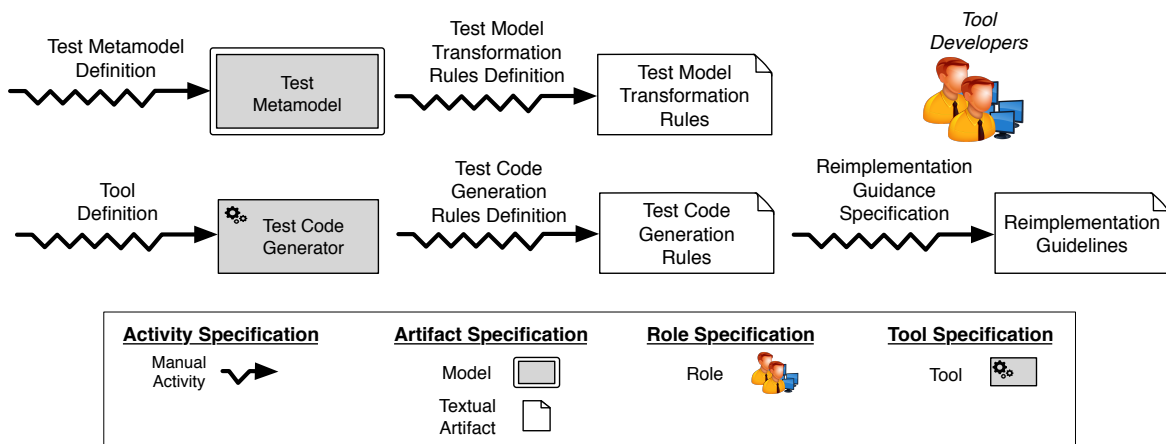 Test Metamodel
Definition
Test
Metamodel
Test Model
Transformation
Rules Definition
Test Model
Transformation
Rules
Tool
Developers
Tool
Definition
Test Code
Generator
Test Code
Generation
Rules Definition
Test Code
Generation
Rules
Reimplementation
Guidance
Specification
Reimplementation
Guidelines
Activity Specification
Manual
Activity
Artifact Specification
Model
Textual
Artifact
Role Specification
Role
Tool Specification
Tool